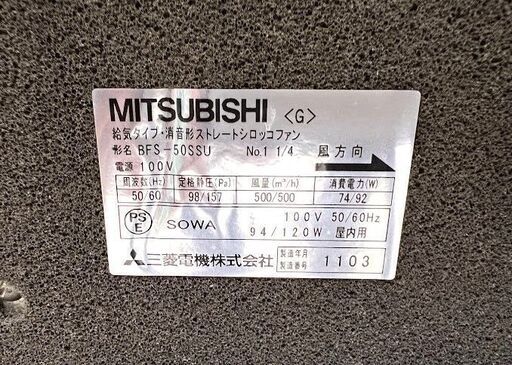 MITSUBISHI <G>
給気タイプ・消音形ストレートシロッコファン
形名 BFS-50SSU No.1 1/4 風方向
電源 100V
周波数(Hz) 定格静圧(Pa) 風量(m³/h) 消費電力(W)
50/60 98/157 500/500 74/92
PS E SOWA 100V 50/60Hz
94/120W 屋内用
三菱電機株式会社 製造年月 製造番号 1103